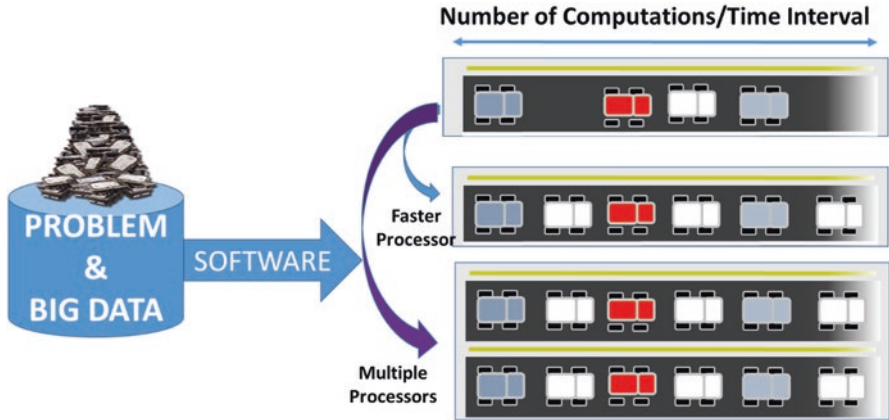 Number of Computations/Time Interval
PROBLEM
&
BIG DATA
SOFTWARE
Faster
Processor
Multiple
Processors